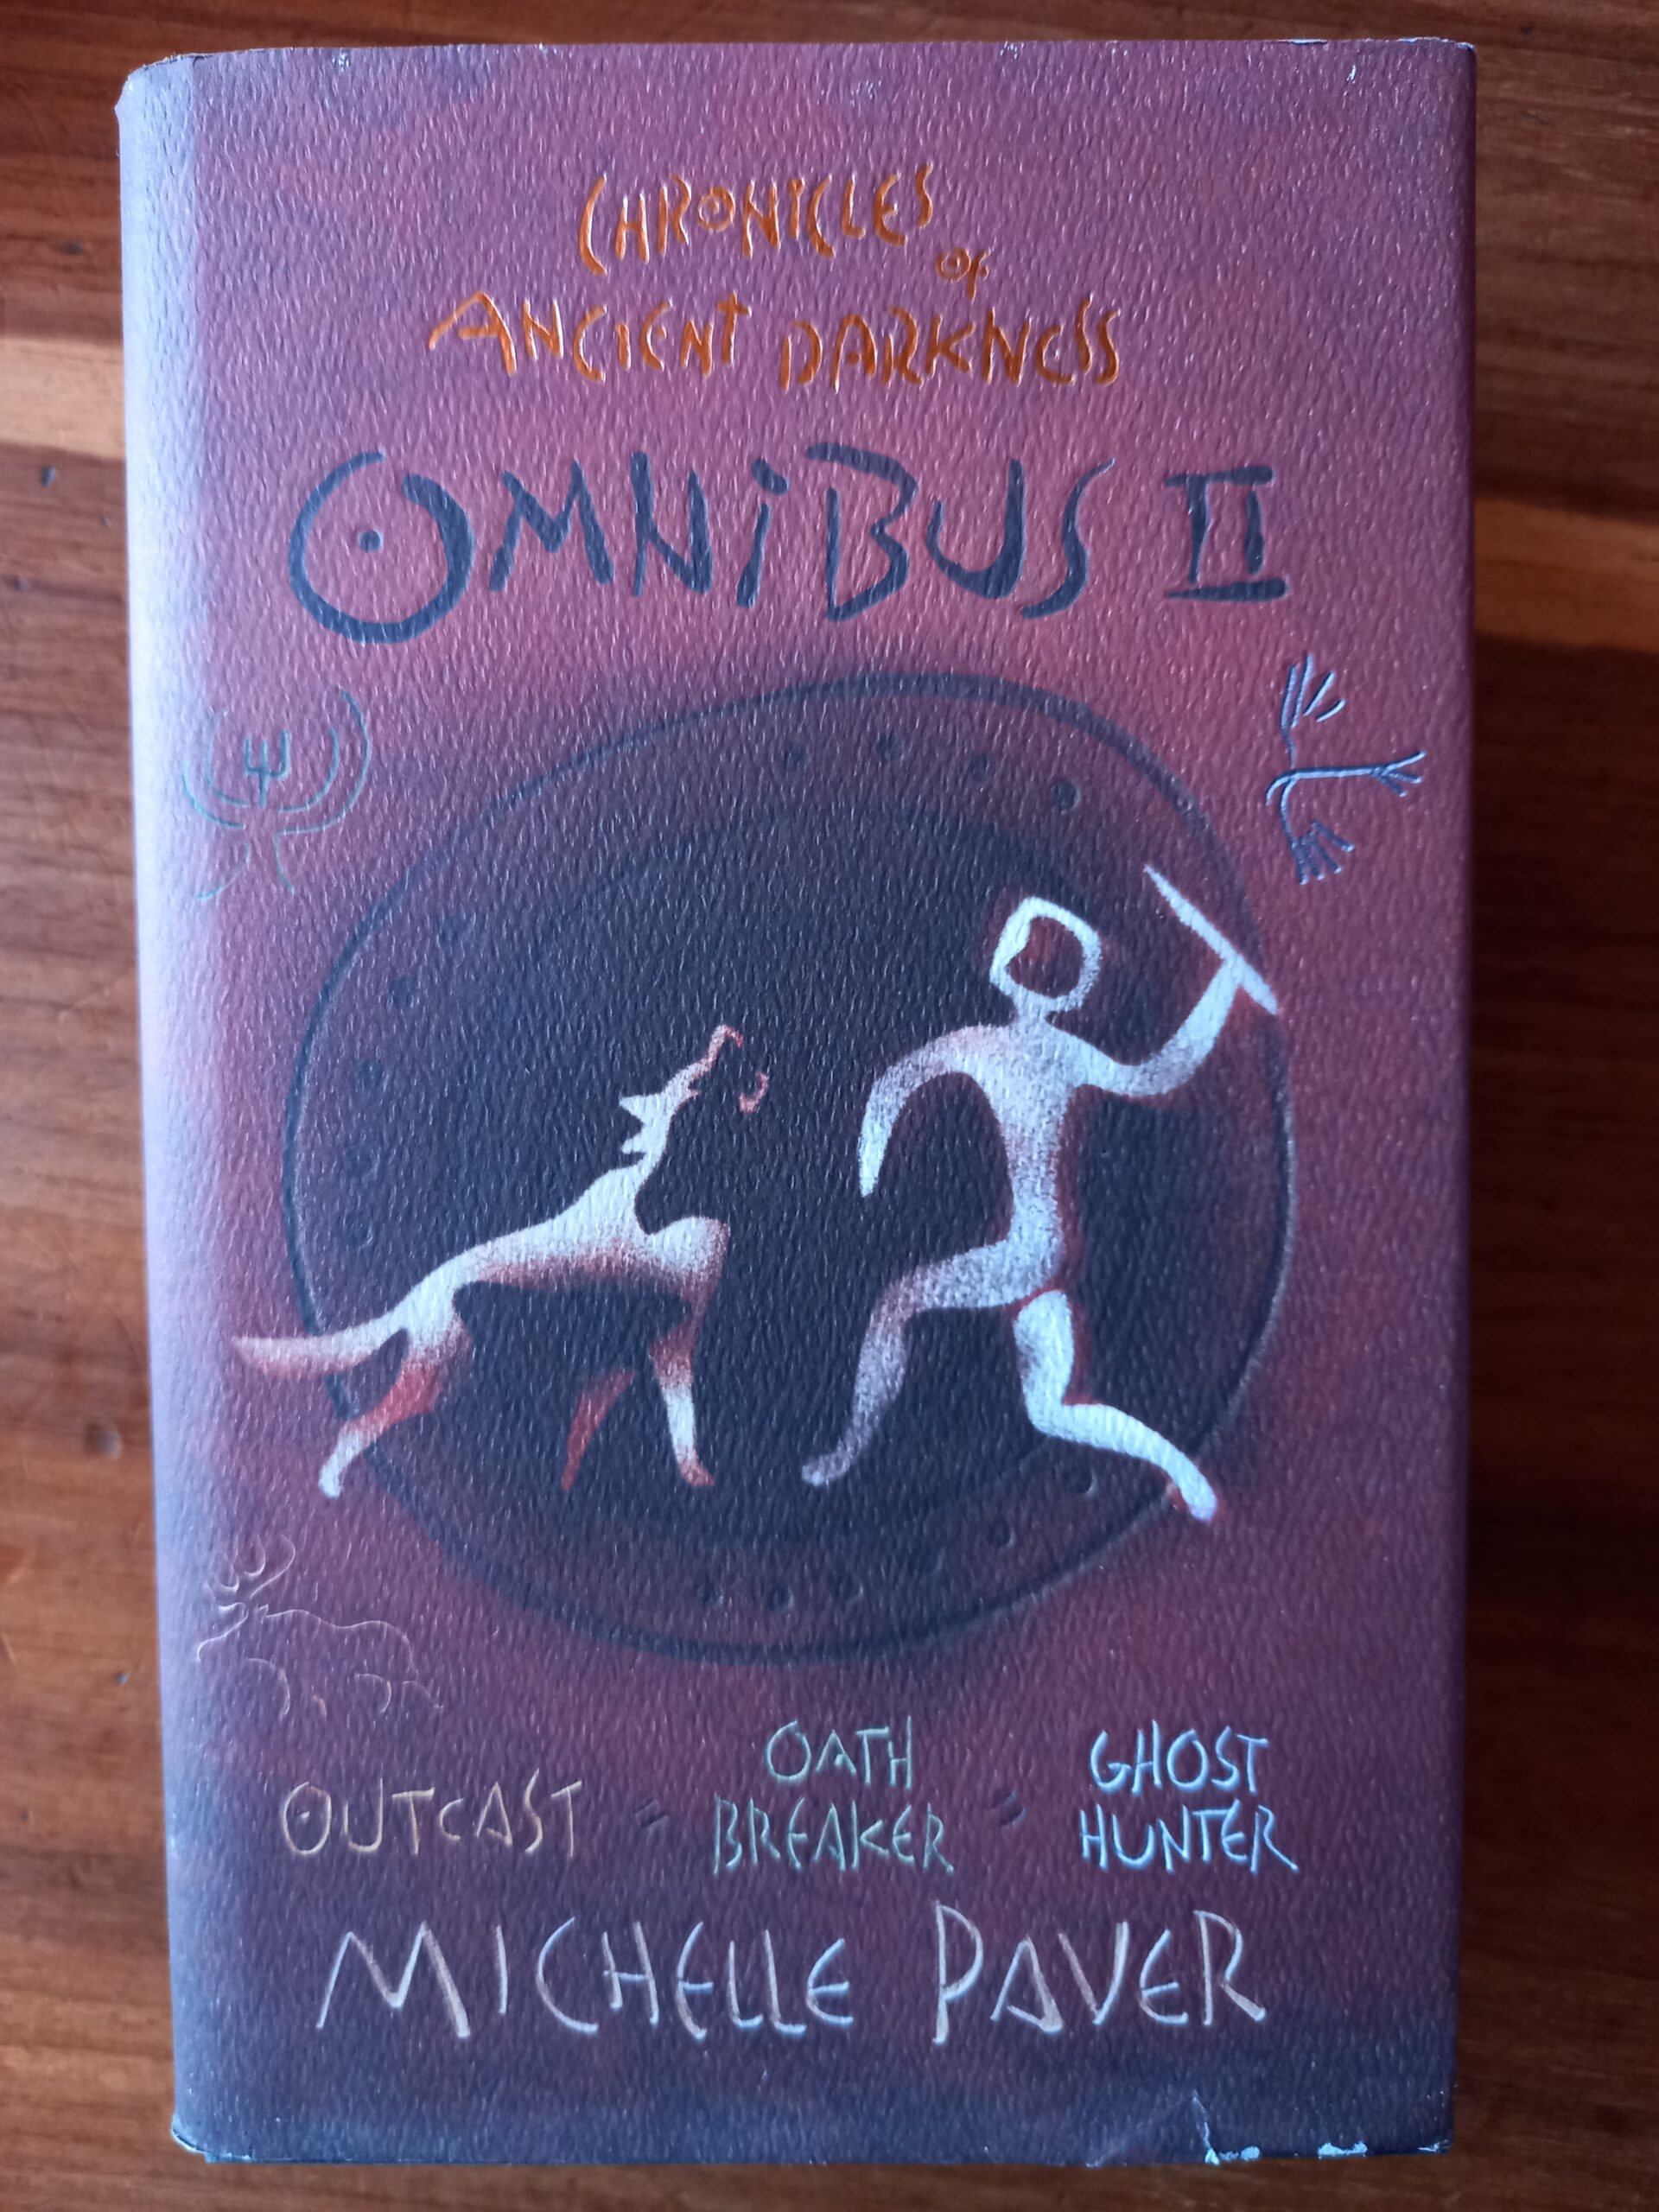 CHRONICLES
of
ANCIENT DARKNESS
OMNiBUS II
OUTCAST
OATH
BREAKER
GHOST
HUNTER
MICHELLE PAVER